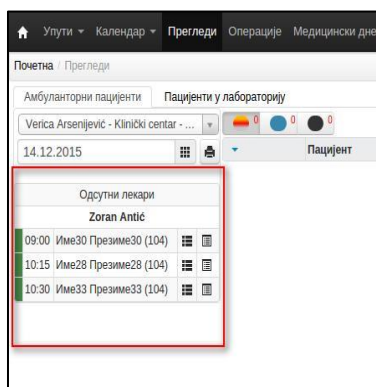 Упути Календар Прегледи Операције Медицински дне
Почетна / Прегледи
Амбуланторни пацијенти Пацијенти у лабораторију
Verica Arsenijević - Klinički centar - ... 0 0 0
14.12.2015 Пацијент
Одсутни лекари
Zoran Antić
09:00 Име30 Презиме30 (104)
10:15 Име28 Презиме28 (104)
10:30 Име33 Презиме33 (104)